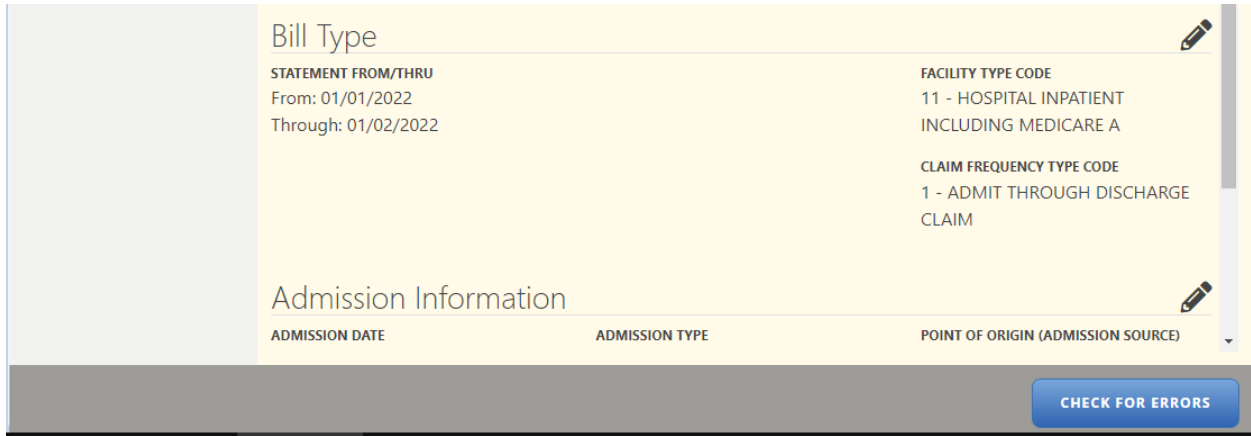 Bill Type
STATEMENT FROM/THRU
From: 01/01/2022
Through: 01/02/2022
FACILITY TYPE CODE
11 - HOSPITAL INPATIENT
INCLUDING MEDICARE A
CLAIM FREQUENCY TYPE CODE
1 - ADMIT THROUGH DISCHARGE
CLAIM
Admission Information
ADMISSION DATE
ADMISSION TYPE
POINT OF ORIGIN (ADMISSION SOURCE)
CHECK FOR ERRORS